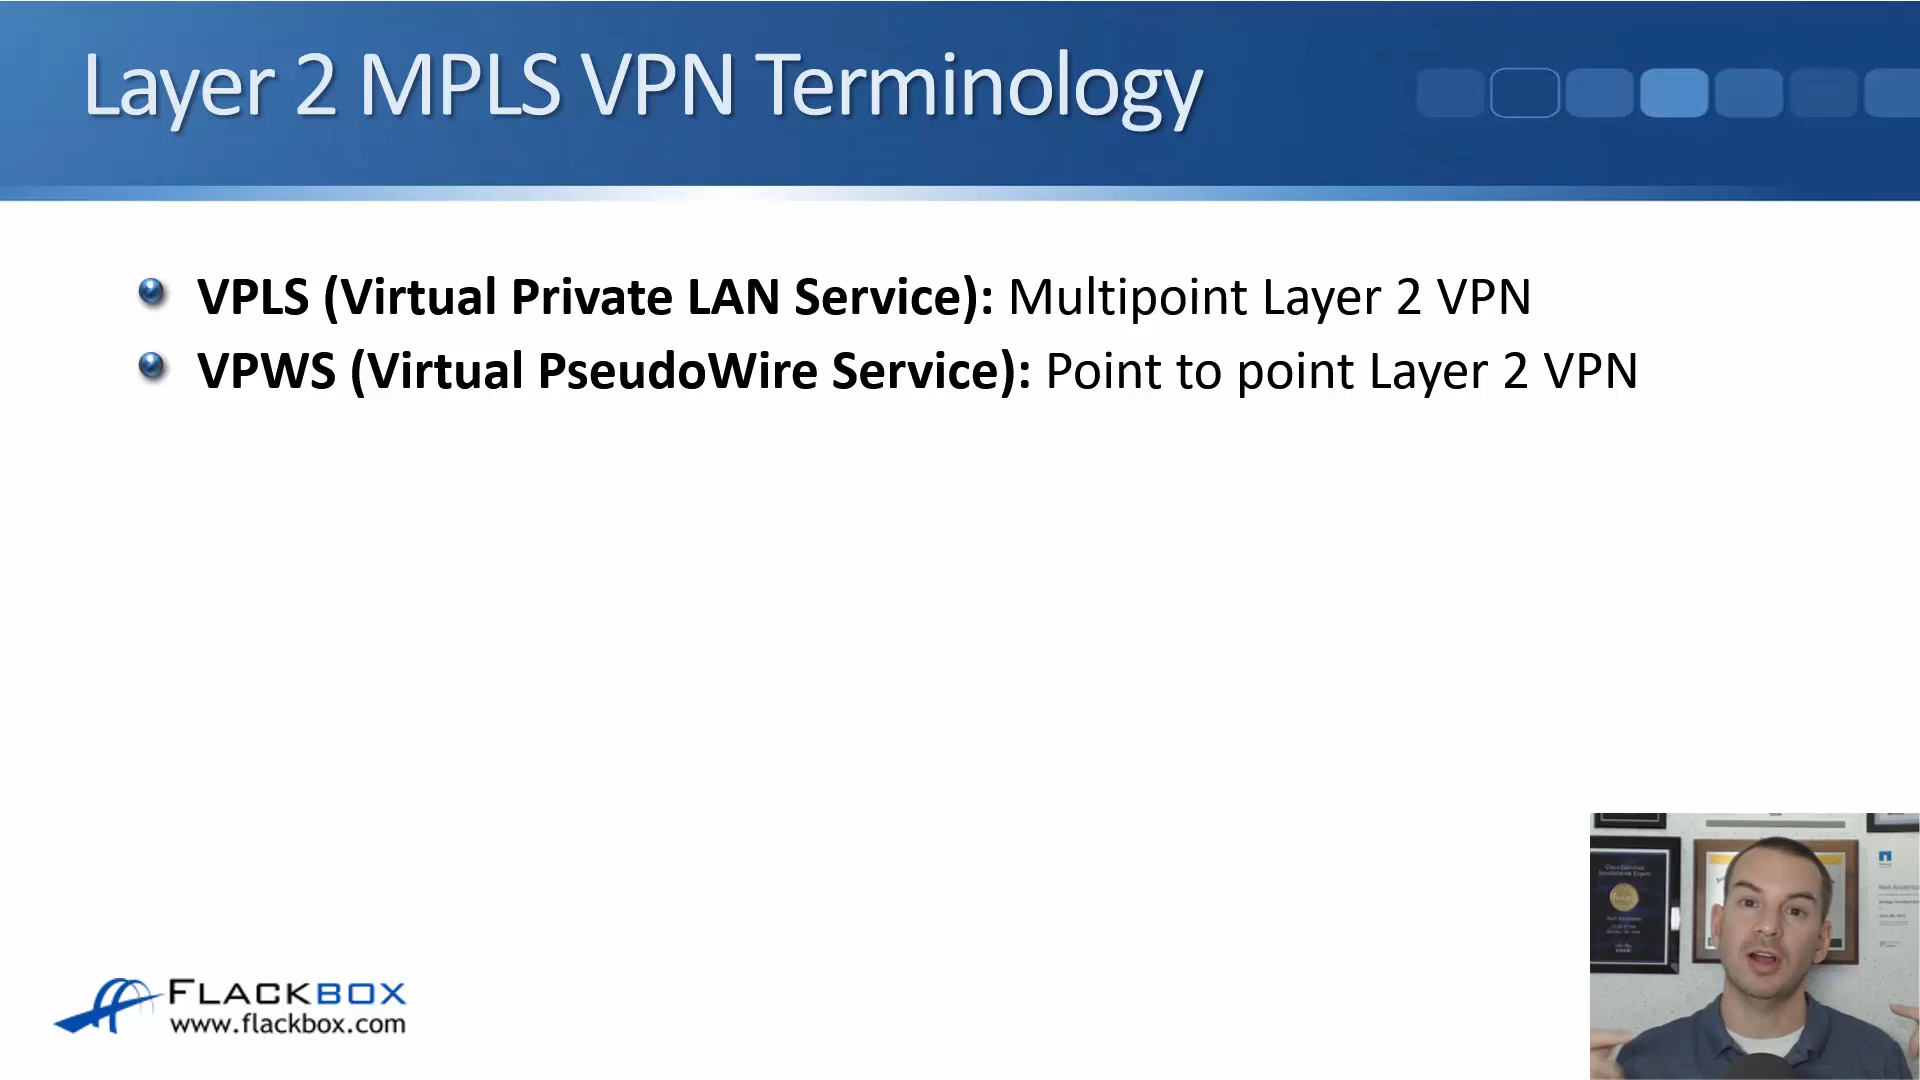 Layer 2 MPLS VPN Terminology
VPLS (Virtual Private LAN Service): Multipoint Layer 2 VPN
VPWS (Virtual PseudoWire Service): Point to point Layer 2 VPN
FLACKBOX
www.flackbox.com